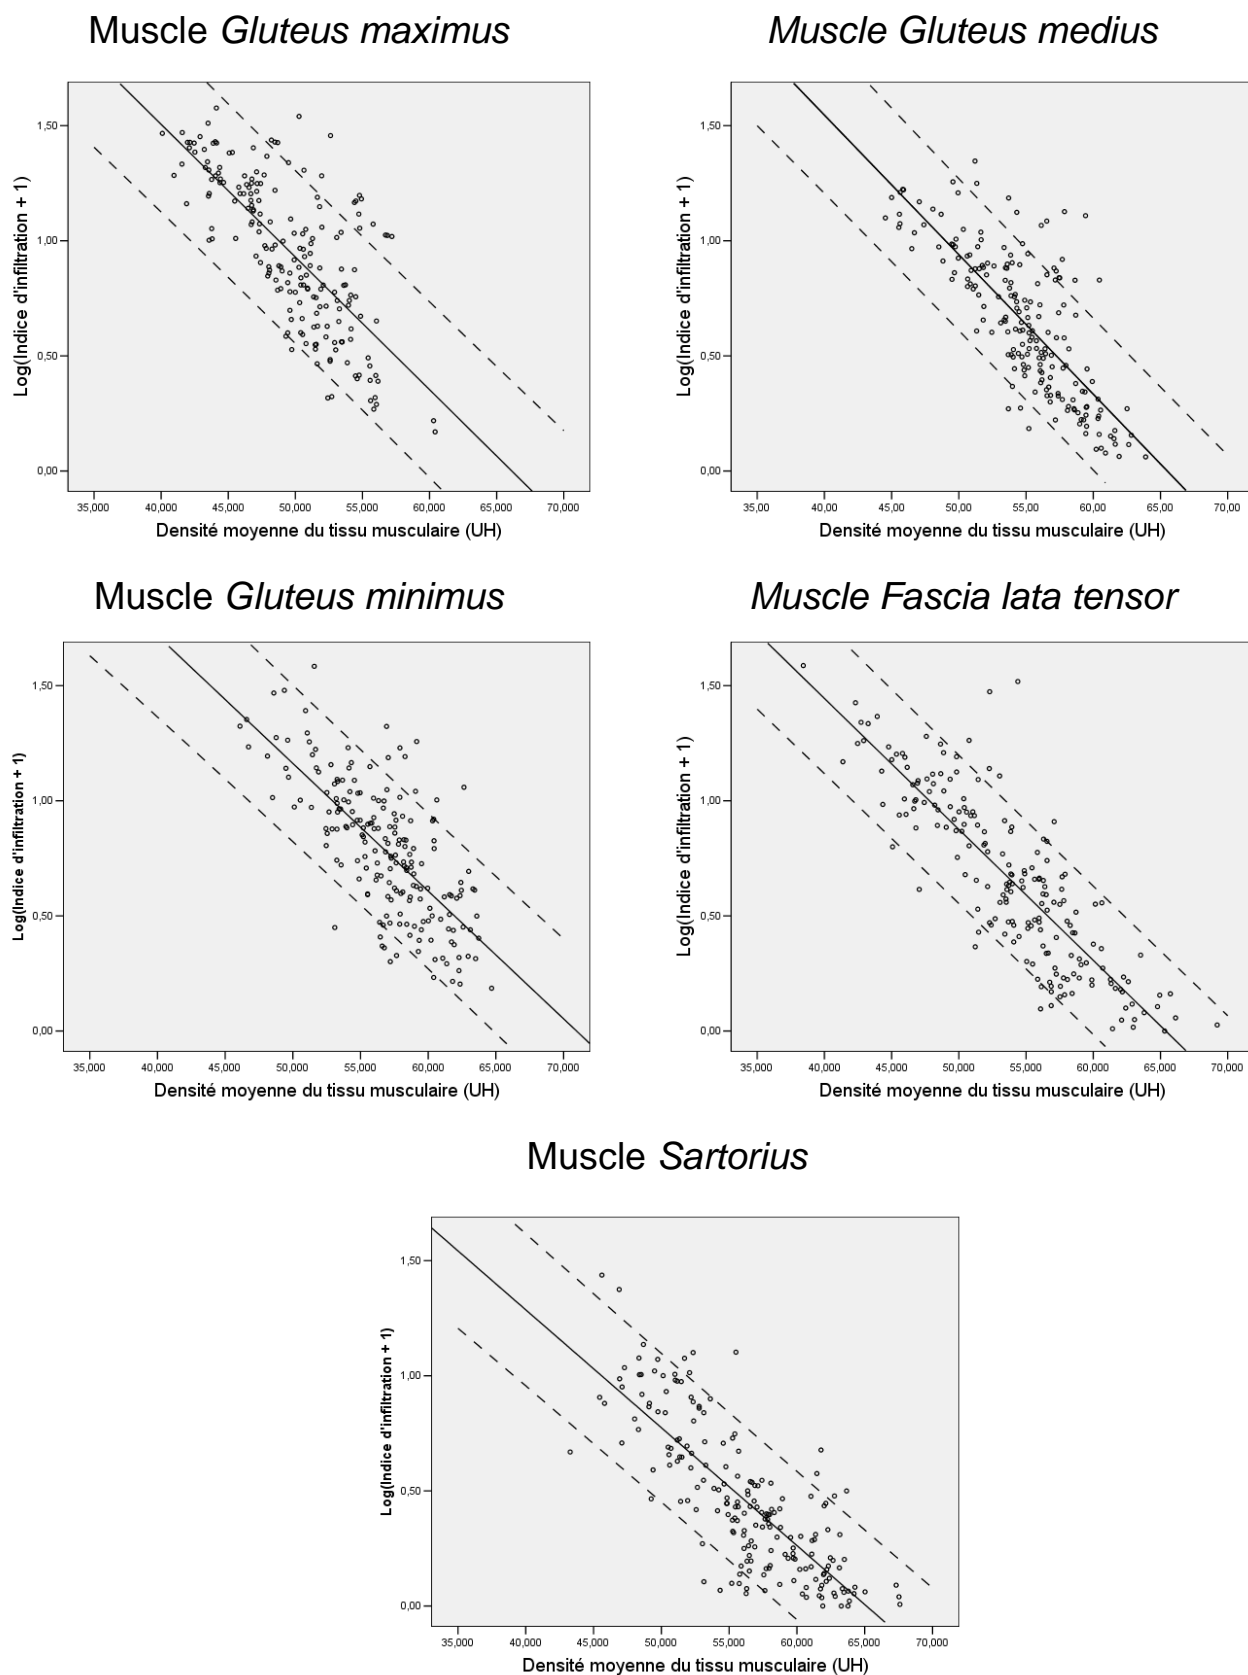 Muscle Gluteus maximus
Muscle Gluteus medius
Log(Indice d'infiltration + 1)
1,50
1,00
0,50
0,00
35,000 40,000 45,000 50,000 55,000 60,000 65,000 70,000
Densité moyenne du tissu musculaire (UH)
Log(Indice d'infiltration + 1)
1,50
1,00
0,50
0,00
35,000 40,000 45,000 50,000 55,000 60,000 65,000 70,00
Densité moyenne du tissu musculaire (UH)
Muscle Gluteus minimus
Muscle Fascia lata tensor
Log(Indice d'infiltration + 1)
1,50
1,00
0,50
0,00
35,000 40,000 45,000 50,000 55,000 60,000 65,000 70,000
Densité moyenne du tissu musculaire (UH)
Log(Indice d'infiltration + 1)
1,50
1,00
0,50
0,00
35,000 40,000 45,000 50,000 55,000 60,000 65,000 70,000
Densité moyenne du tissu musculaire (UH)
Muscle Sartorius
Log(Indice d'infiltration + 1)
1,50
1,00
0,50
0,00
35,000 40,000 45,000 50,000 55,000 60,000 65,000 70,000
Densité moyenne du tissu musculaire (UH)